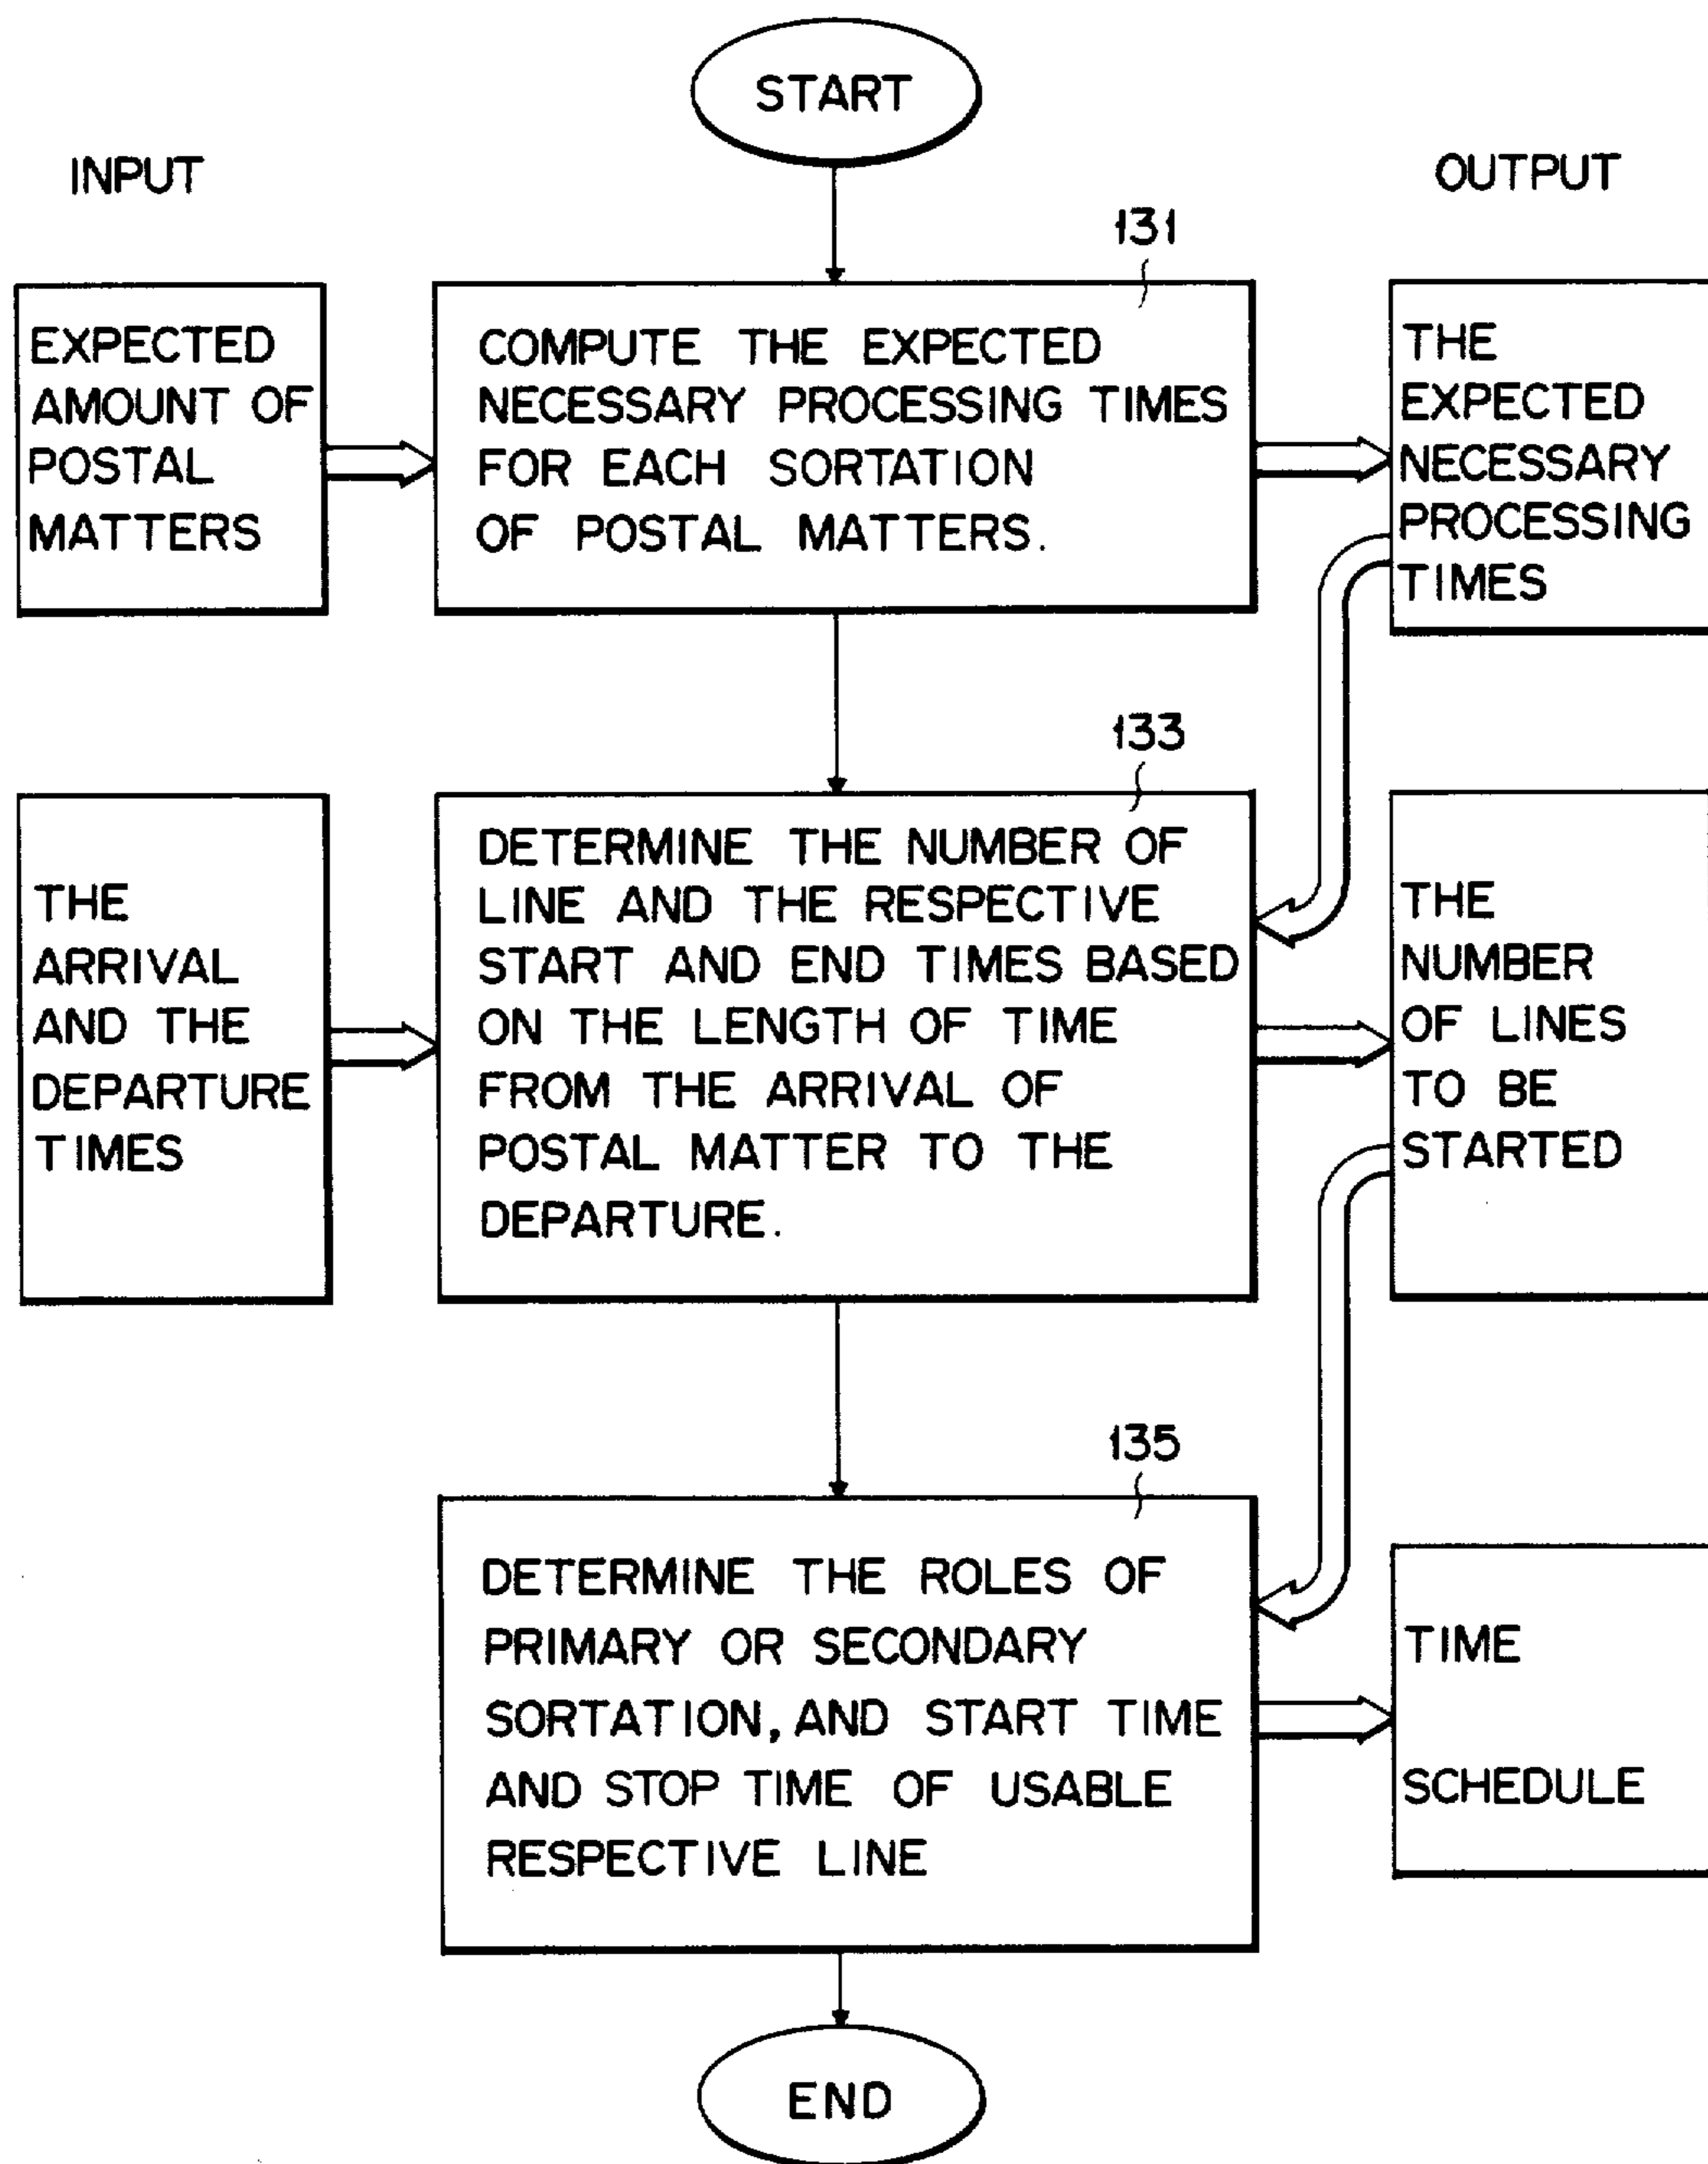 START
INPUT
OUTPUT
131
EXPECTED
AMOUNT OF
POSTAL
MATTERS
COMPUTE THE EXPECTED
NECESSARY PROCESSING TIMES
FOR EACH SORTATION
OF POSTAL MATTERS.
THE
EXPECTED
NECESSARY
PROCESSING
TIMES
133
THE
ARRIVAL
AND THE
DEPARTURE
TIMES
DETERMINE THE NUMBER OF
LINE AND THE RESPECTIVE
START AND END TIMES BASED
ON THE LENGTH OF TIME
FROM THE ARRIVAL OF
POSTAL MATTER TO THE
DEPARTURE.
THE
NUMBER
OF LINES
TO BE
STARTED
135
DETERMINE THE ROLES OF
PRIMARY OR SECONDARY
SORTATION, AND START TIME
AND STOP TIME OF USABLE
RESPECTIVE LINE
TIME
SCHEDULE
END